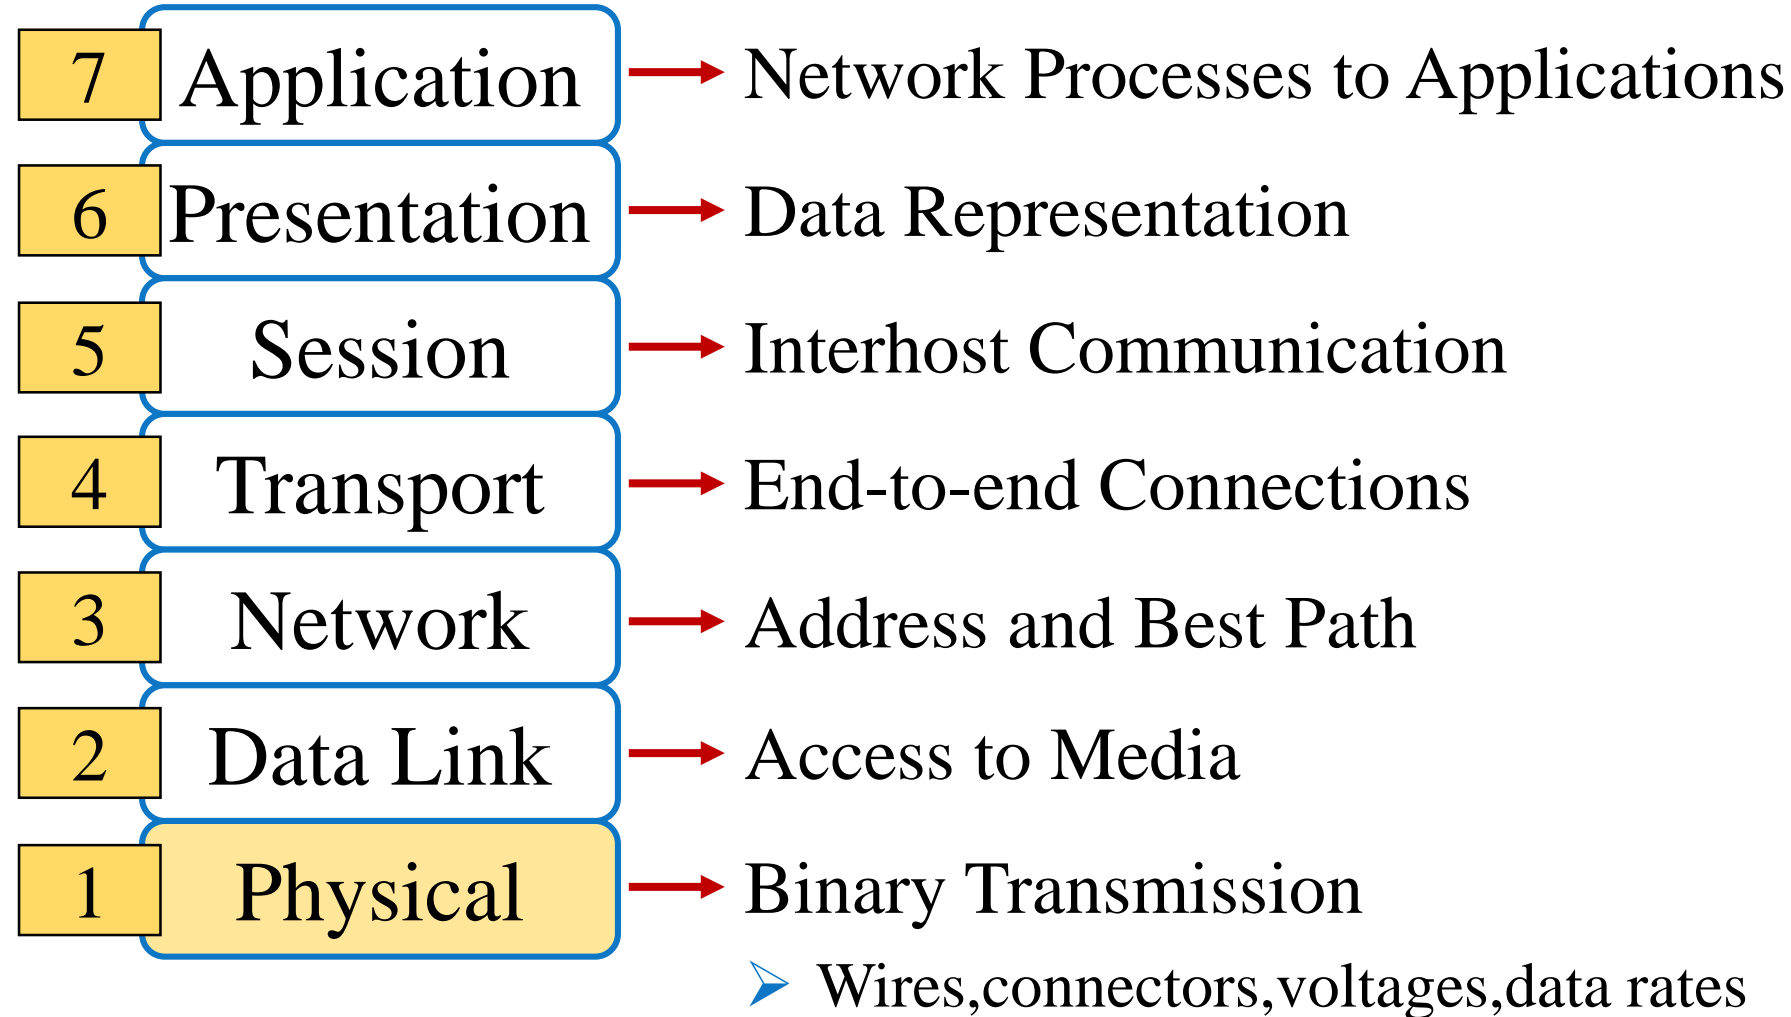 7 Application Network Processes to Applications
6 Presentation Data Representation
5 Session Interhost Communication
4 Transport End-to-end Connections
3 Network Address and Best Path
2 Data Link Access to Media
1 Physical Binary Transmission
Wires,connectors,voltages,data rates